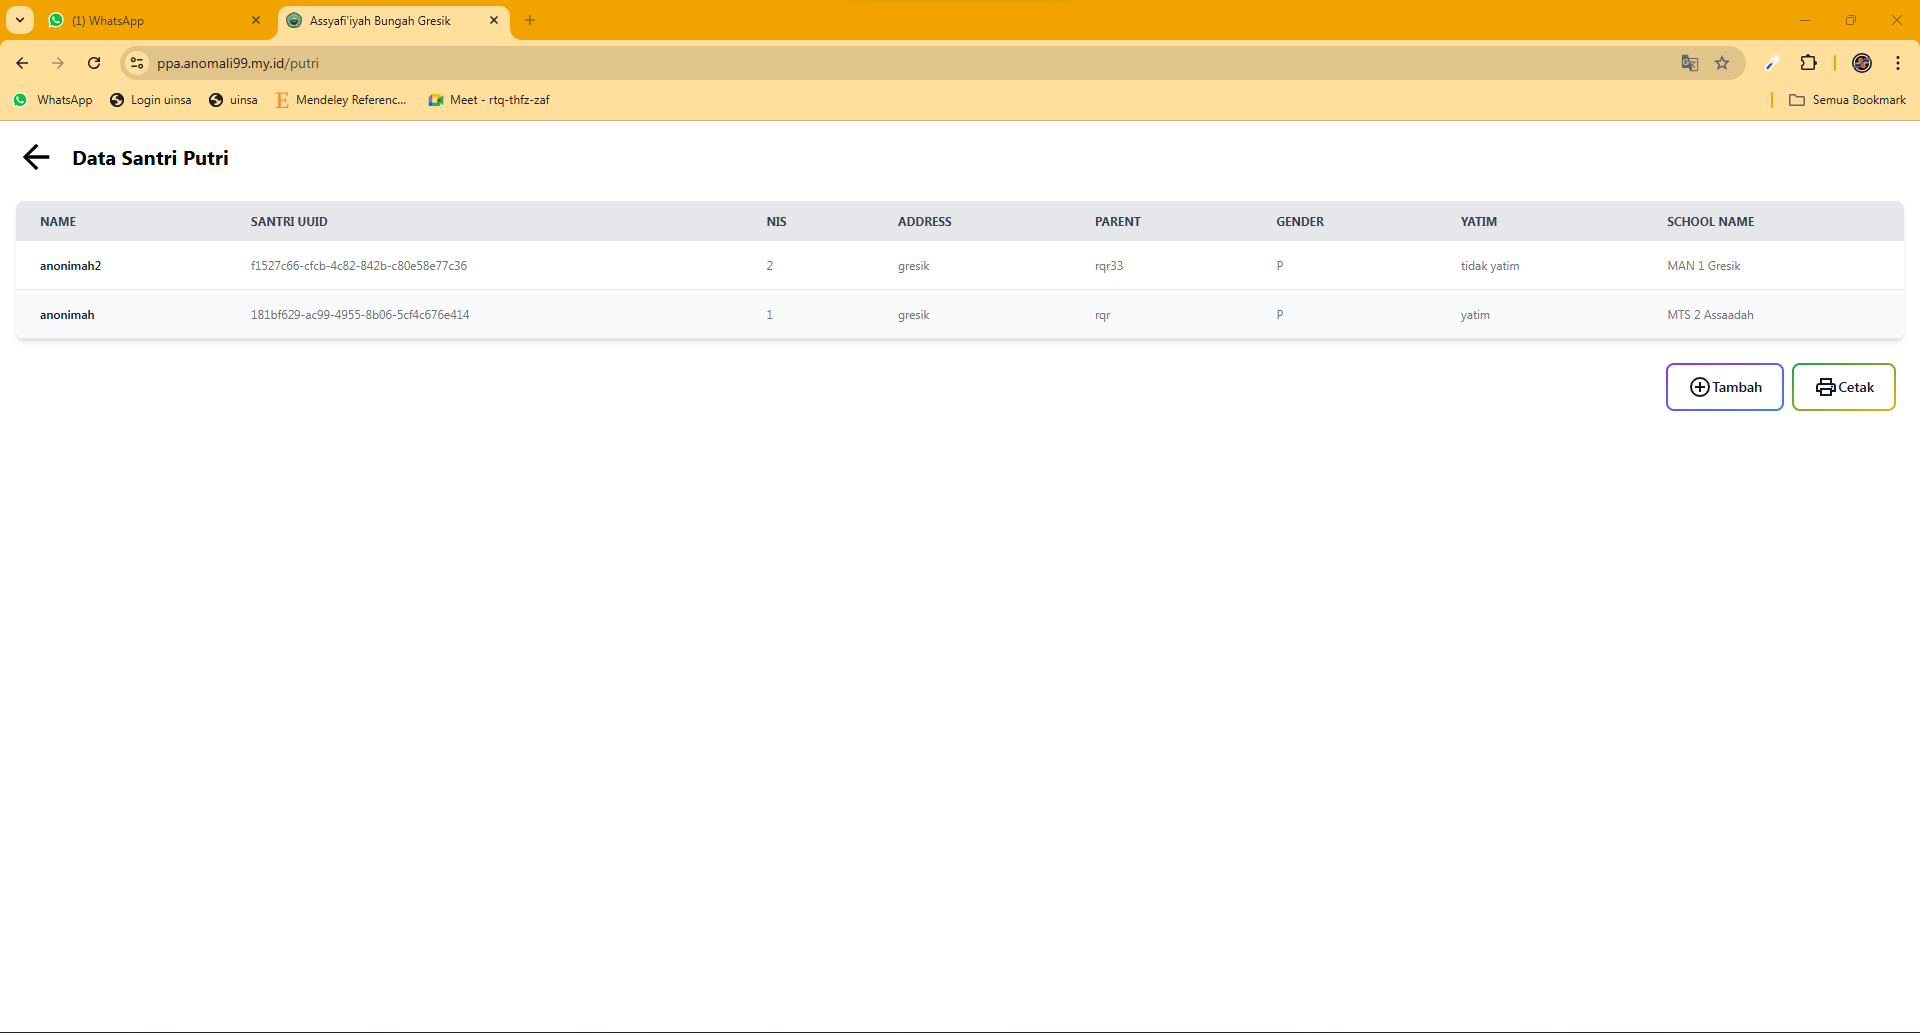 (1) WhatsApp
Assyafi'iyah Bungah Gresik
ppa.anomali99.my.id/putri
WhatsApp
Login uinsa
uinsa
Mendeley Referenc...
Meet - rtq-thfz-zaf
Semua Bookmark
Data Santri Putri
NAME SANTRI UUID NIS ADDRESS PARENT GENDER YATIM SCHOOL NAME
anonimah2 f1527c66-cfcb-4c82-842b-c80e58e77c36 2 gresik rqr33 P tidak yatim MAN 1 Gresik
anonimah 181bf629-ac99-4955-8b06-5cf4c676e414 1 gresik rqr P yatim MTS 2 Assaadah
Tambah
Cetak